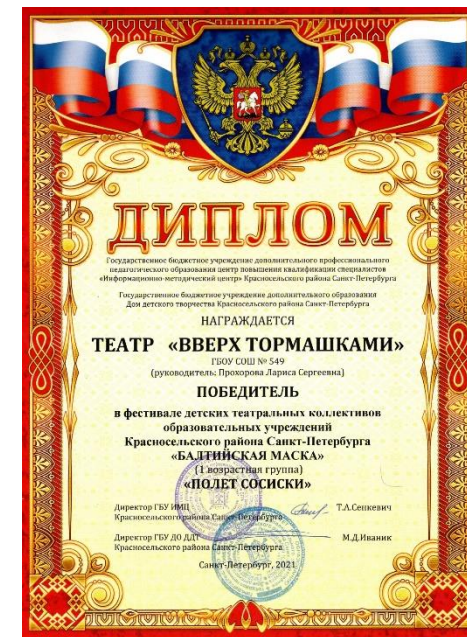 ДИПЛОМ
Государственное бюджетное учреждение дополнительного профессионального
педагогического образования центр повышения квалификации специалистов
«Информационно-методический центр» Красносельского района Санкт-Петербурга
Государственное бюджетное учреждение дополнительного образования
Дом детского творчества Красносельского района Санкт-Петербурга
НАГРАЖДАЕТСЯ
ТЕАТР «ВВЕРХ ТОРМАШКАМИ»
ГБОУ СОШ № 549
(руководитель: Прохорова Лариса Сергеевна)
ПОБЕДИТЕЛЬ
в фестивале детских театральных коллективов
образовательных учреждений
Красносельского района Санкт-Петербурга
«БАЛТИЙСКАЯ МАСКА»
(1 возрастная группа)
«ПОЛЕТ СОСИСКИ»
Директор ГБУ ИМЦ
Красносельского района Санкт-Петербурга
Т.А.Сенкевич
Директор ГБУ ДО ДДТ
Красносельского района Санкт-Петербурга
М.Д.Иваник
Санкт-Петербург, 2021